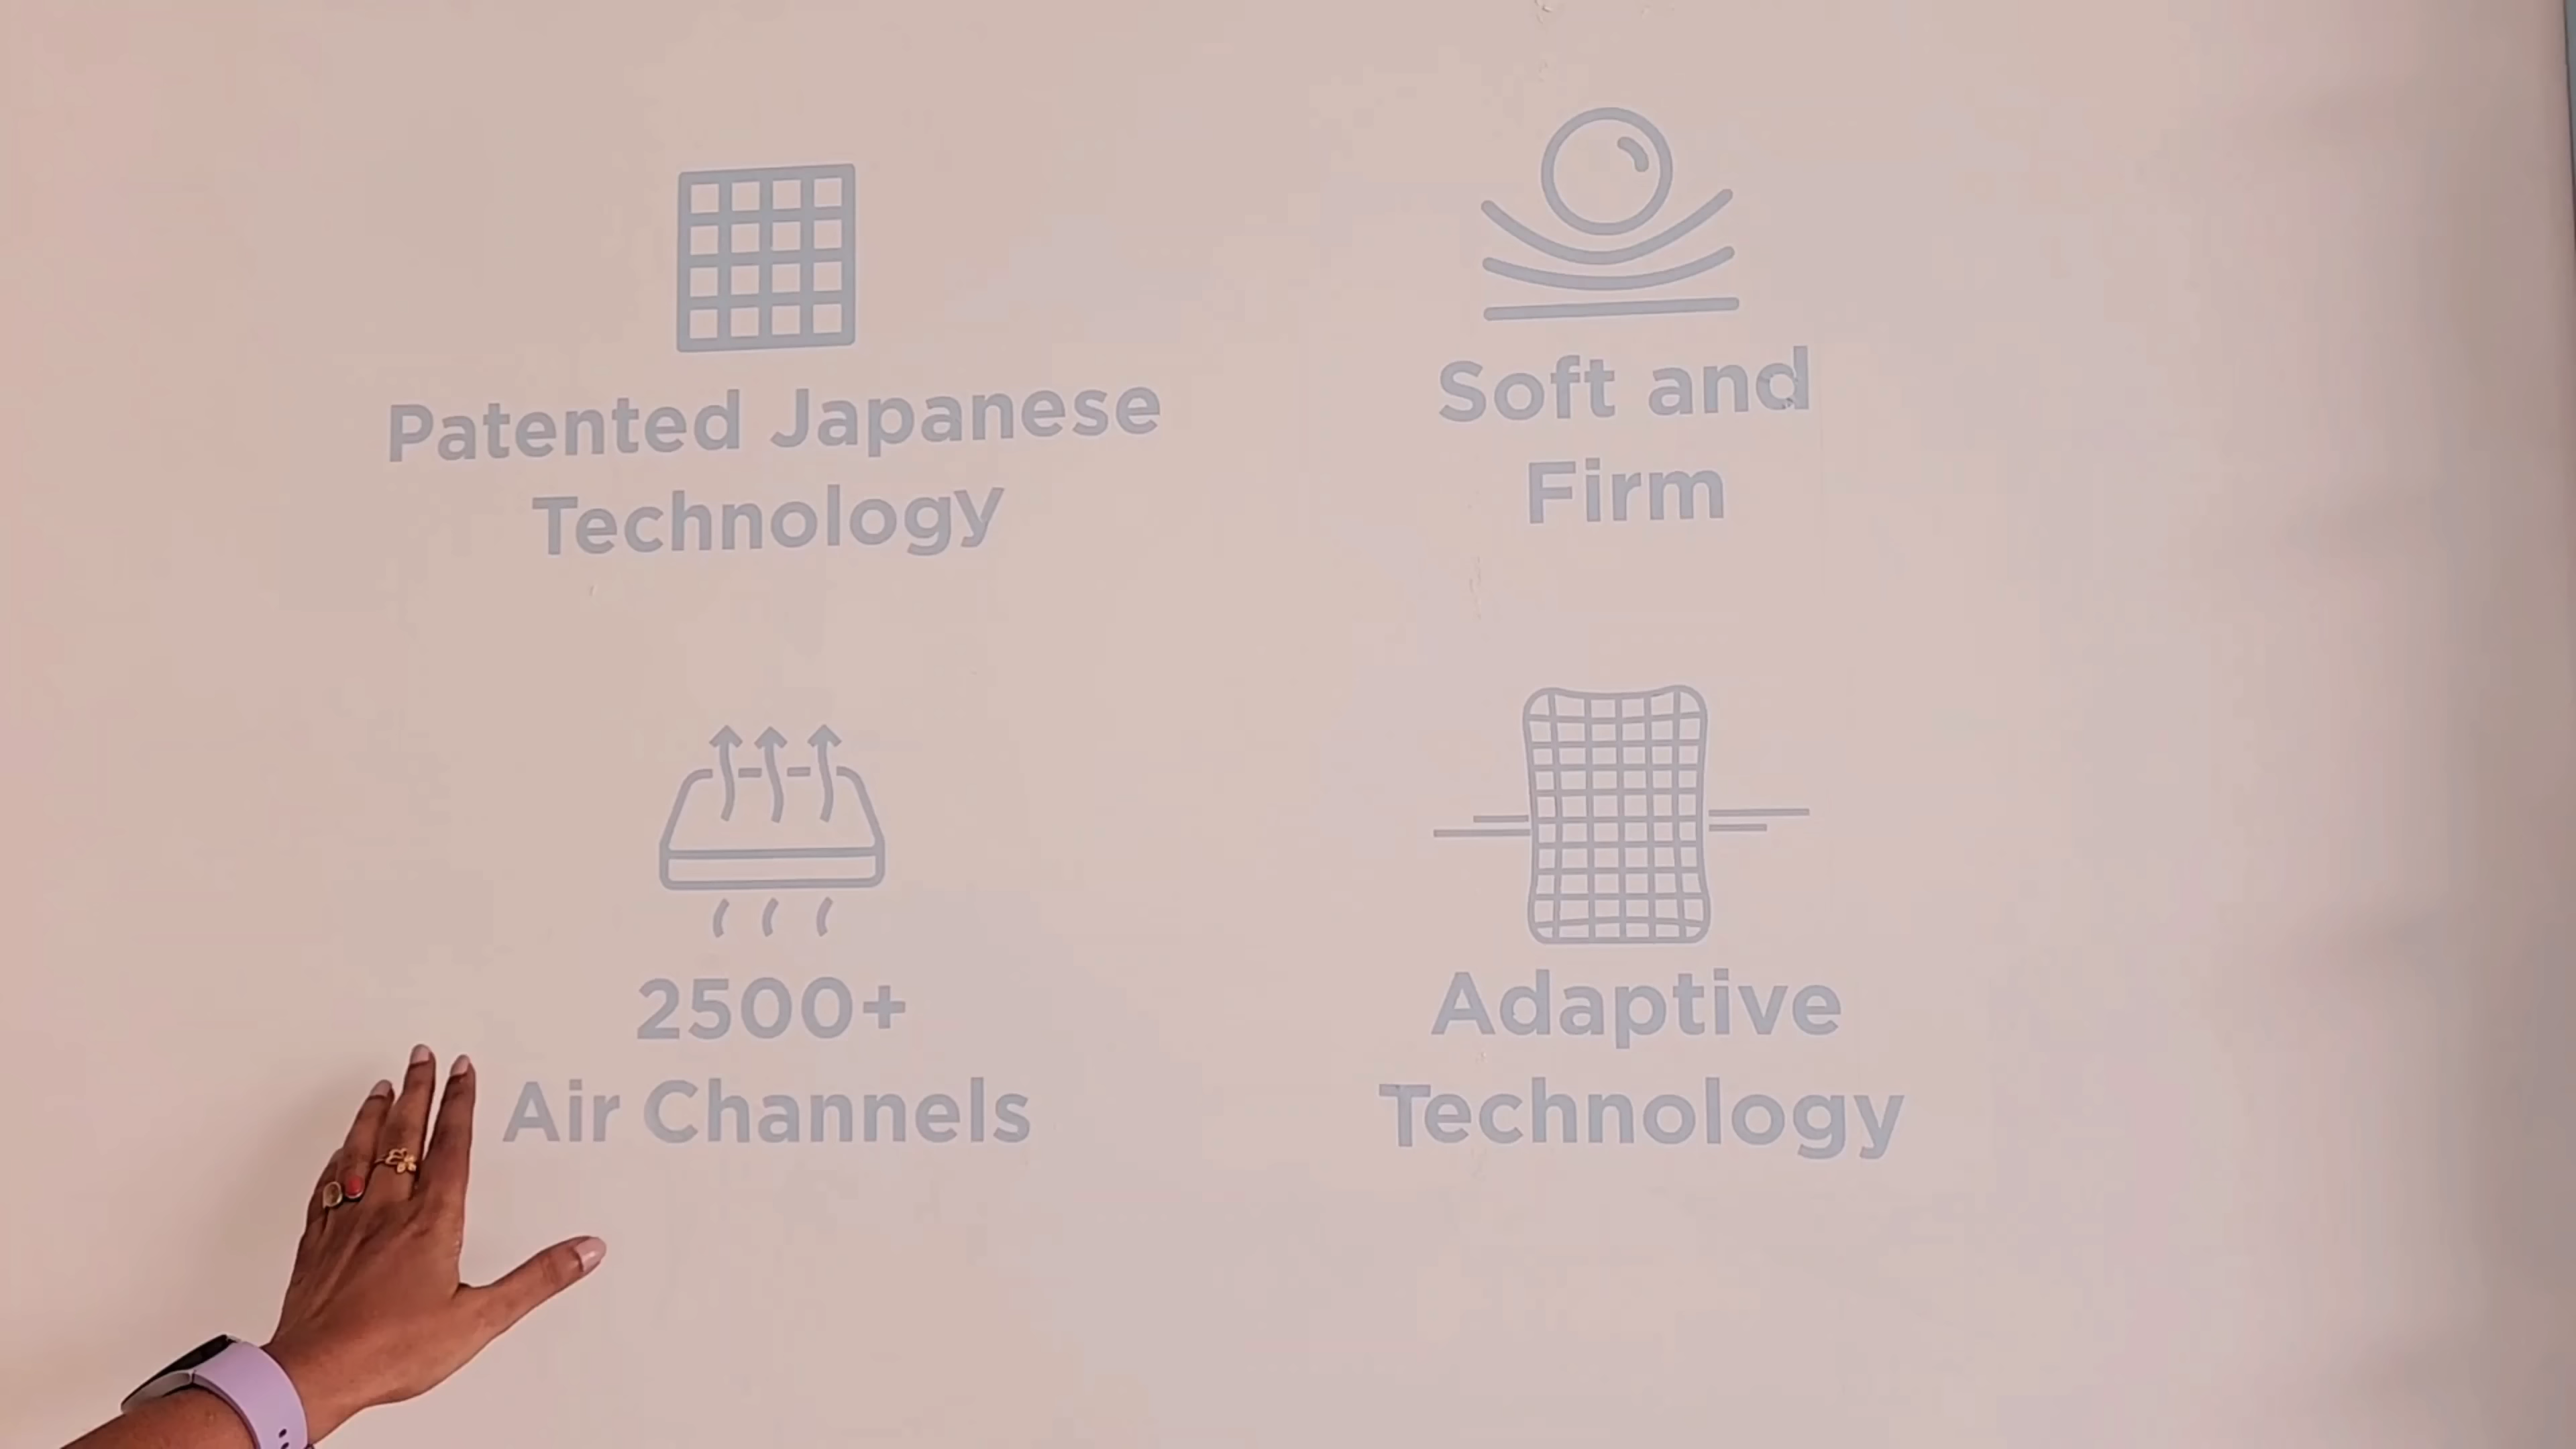 Patented Japanese
Technology
Soft and
Firm
2500+
Air Channels
Adaptive
Technology